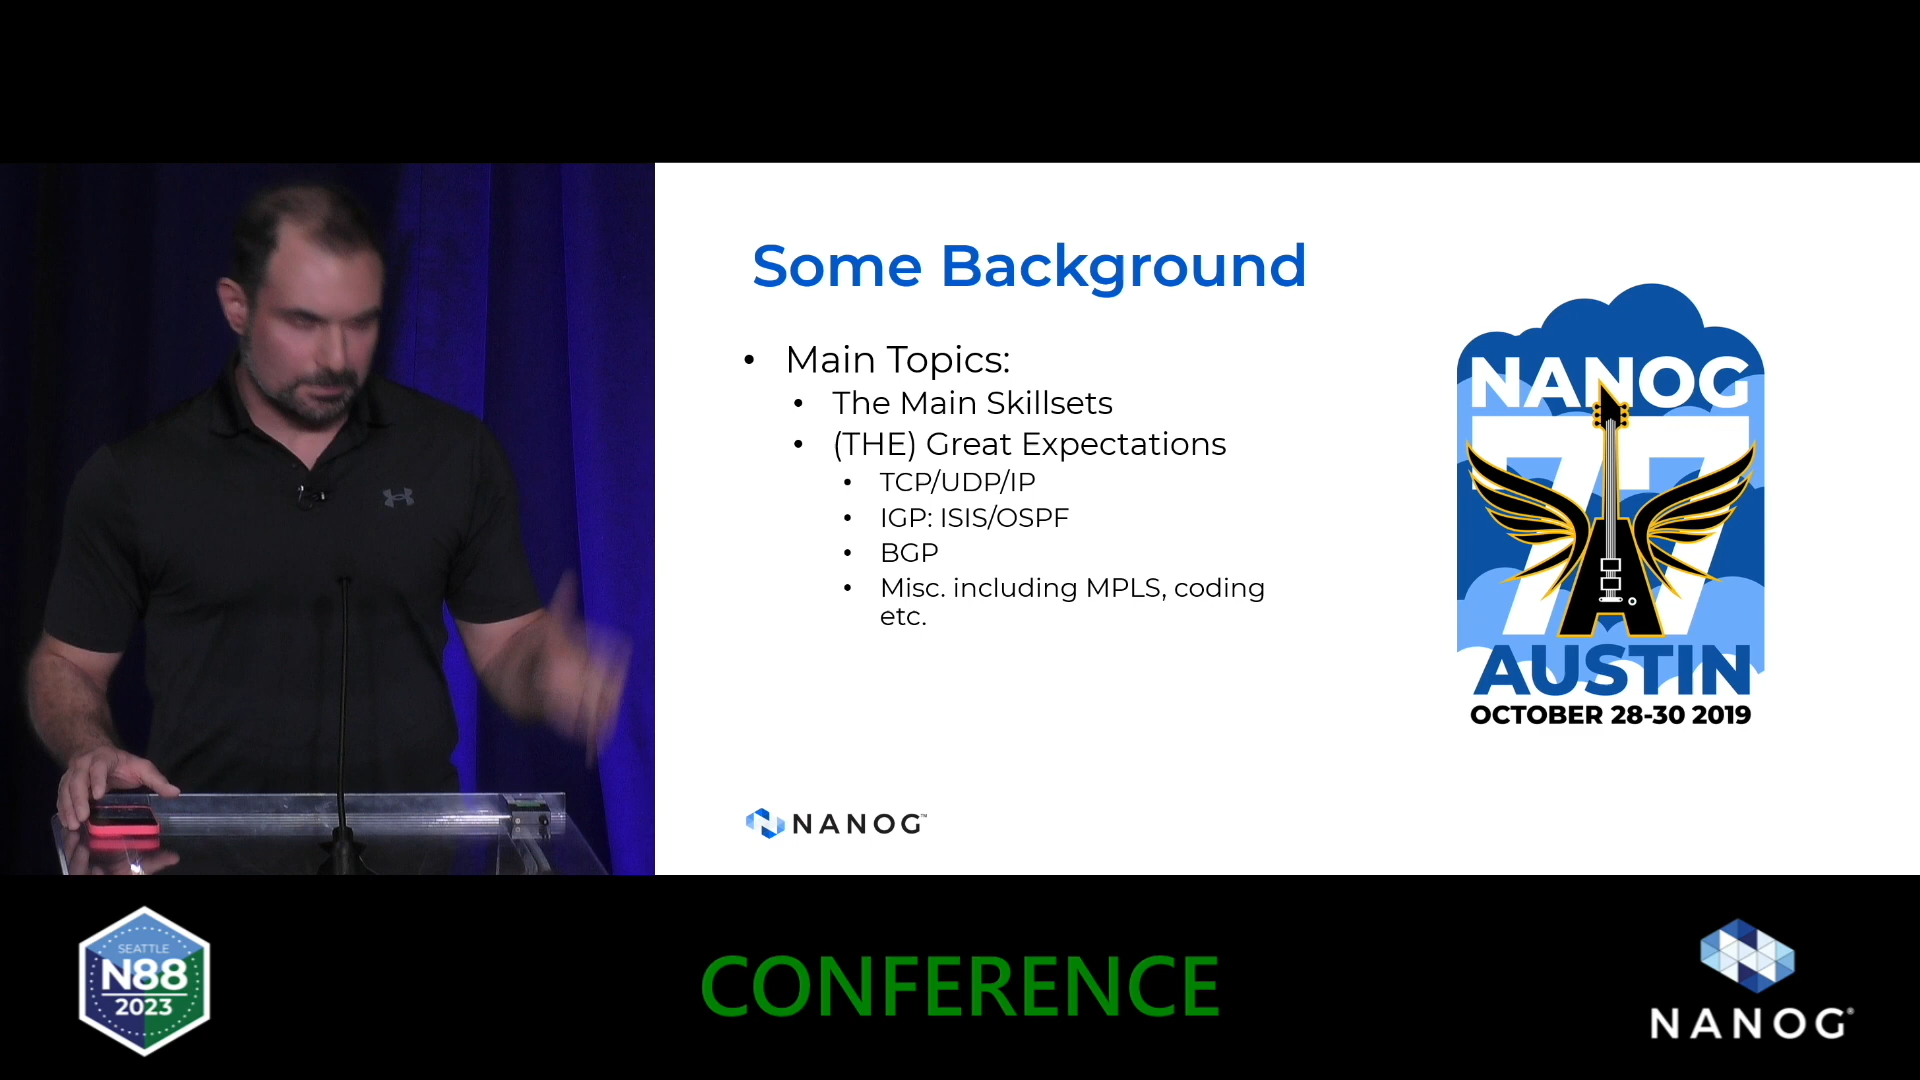 Some Background
• Main Topics:
• The Main Skillsets
• (THE) Great Expectations
• TCP/UDP/IP
• IGP: ISIS/OSPF
• BGP
• Misc. including MPLS, coding
etc.
NANOG
77
AUSTIN
OCTOBER 28-30 2019
NANOG™
SEATTLE
N88
2023
CONFERENCE
NANOG®